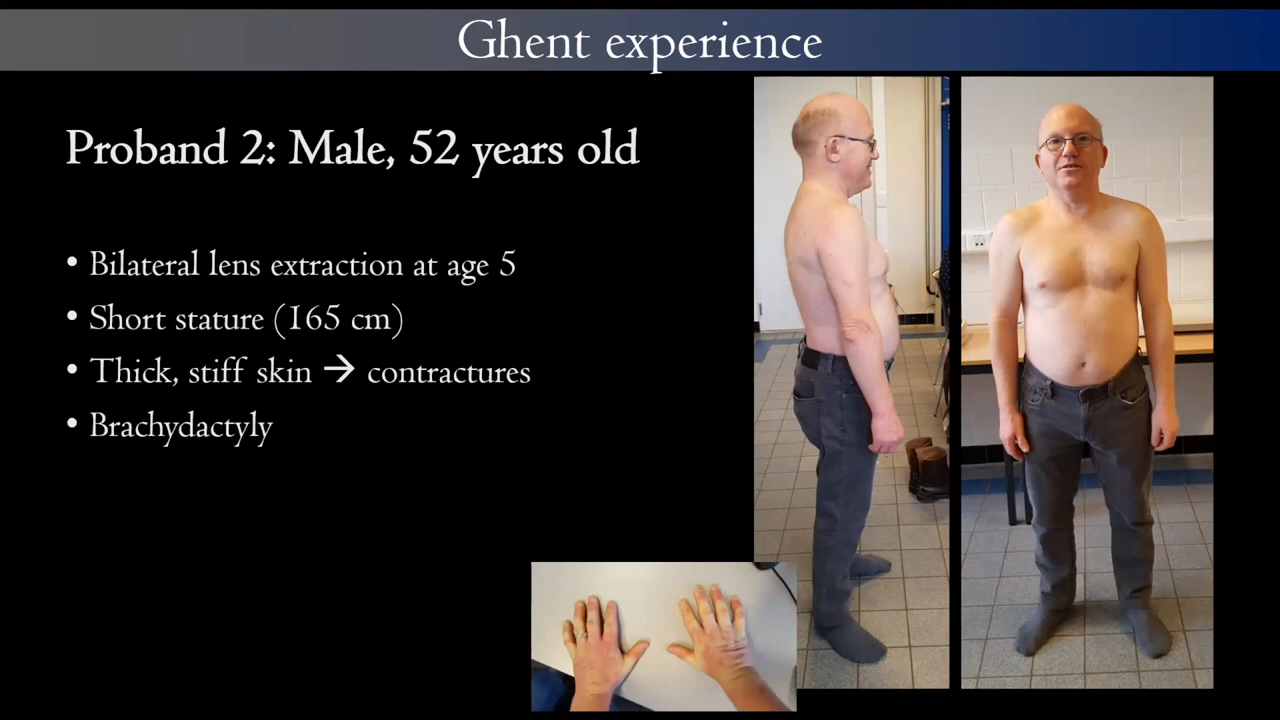 Ghent experience
Proband 2: Male, 52 years old
• Bilateral lens extraction at age 5
• Short stature (165 cm)
• Thick, stiff skin → contractures
• Brachydactyly